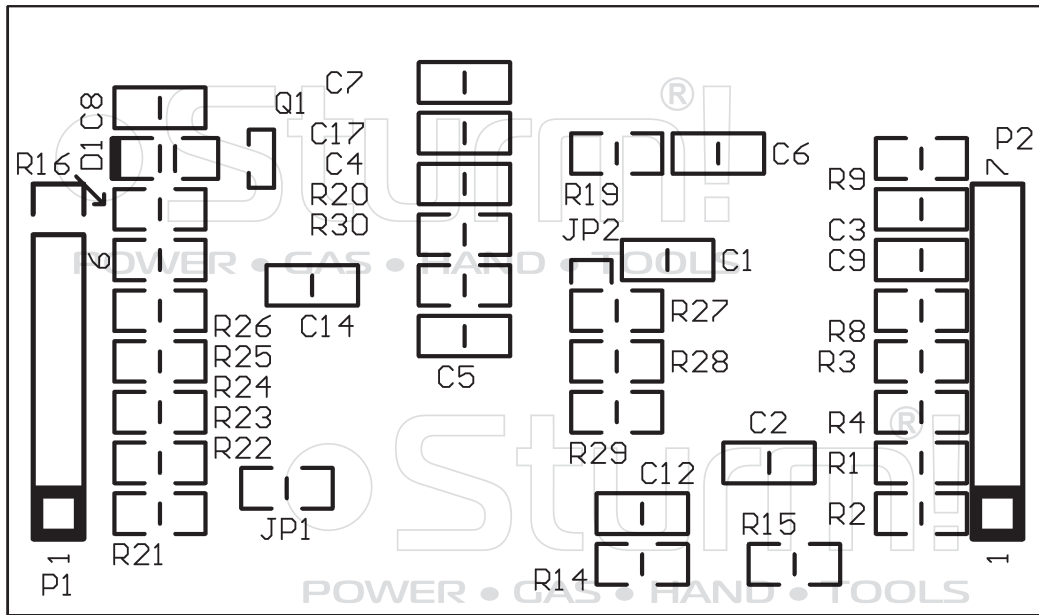 C7
C8
Q1
Sturm!®
C17
D1
C4
C6
P2
7
R16
R20
R19
R9
R30
JP2
C3
6
C1
C9
POWER • GAS • HAND • TOOLS
R27
R26
C14
R8
R25
R28
R3
C5
R24
R23
C2
R4
Sturm!®
R22
R29
R1
C12
R2
JP1
R15
R21
1
1
R14
P1
POWER • GAS • HAND • TOOLS